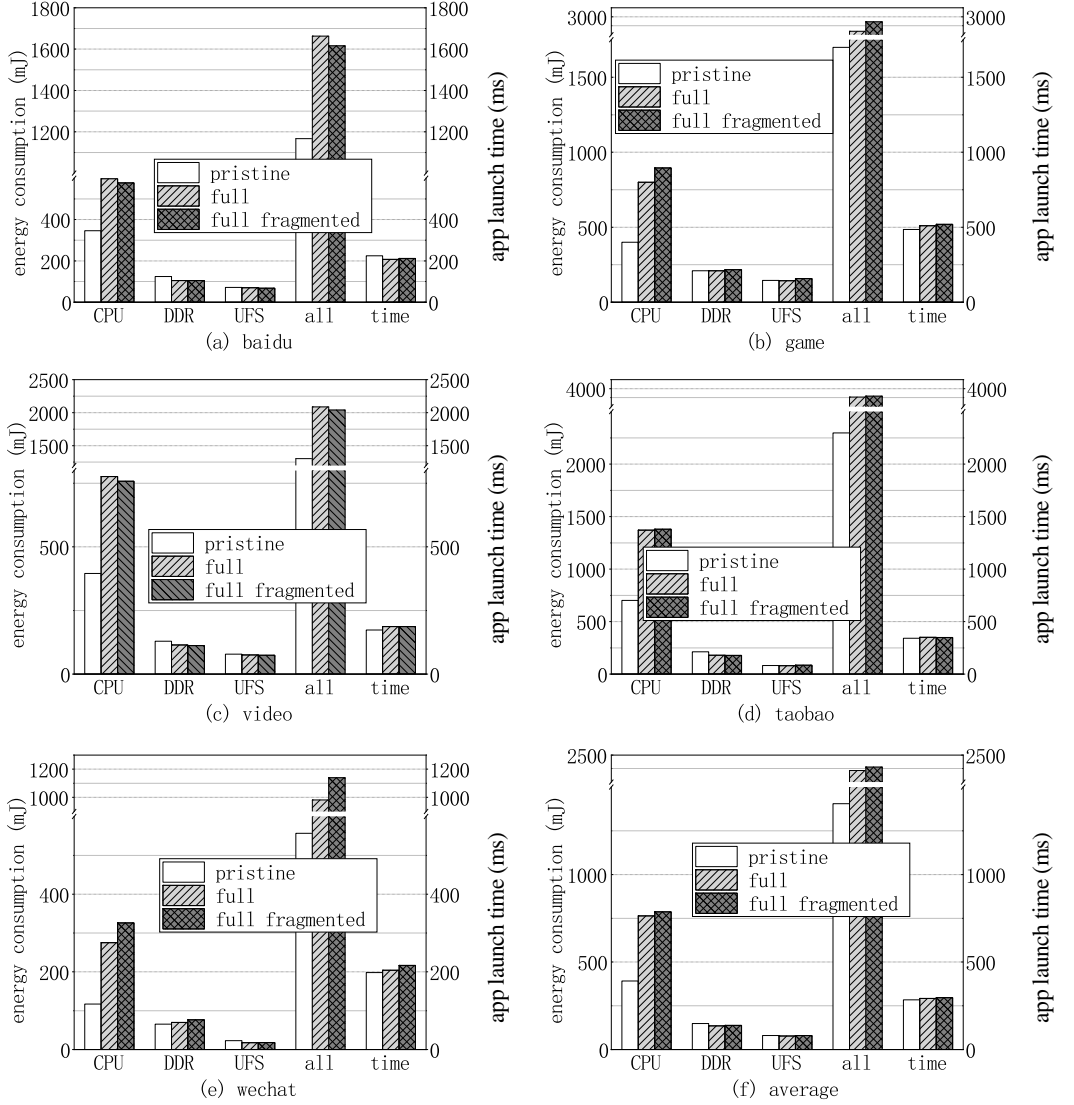 energy consumption (mJ)
1800
1600
1400
1200
400
200
0
pristine
full
full fragmented
1800
1600
1400
1200
400
200
0
app launch time (ms)
CPU DDR UFS all time
(a) baidu
energy consumption (mJ)
3000
1500
1000
500
0
pristine
full
full fragmented
3000
1500
1000
500
0
app launch time (ms)
CPU DDR UFS all time
(b) game
energy consumption (mJ)
2500
2000
1500
500
0
pristine
full
full fragmented
2500
2000
1500
500
0
app launch time (ms)
CPU DDR UFS all time
(c) video
energy consumption (mJ)
4000
2000
1500
1000
500
0
pristine
full
full fragmented
4000
2000
1500
1000
500
0
app launch time (ms)
CPU DDR UFS all time
(d) taobao
energy consumption (mJ)
1200
1000
400
200
0
pristine
full
full fragmented
1200
1000
400
200
0
app launch time (ms)
CPU DDR UFS all time
(e) wechat
energy consumption (mJ)
2500
1000
500
0
pristine
full
full fragmented
2500
1000
500
0
app launch time (ms)
CPU DDR UFS all time
(f) average